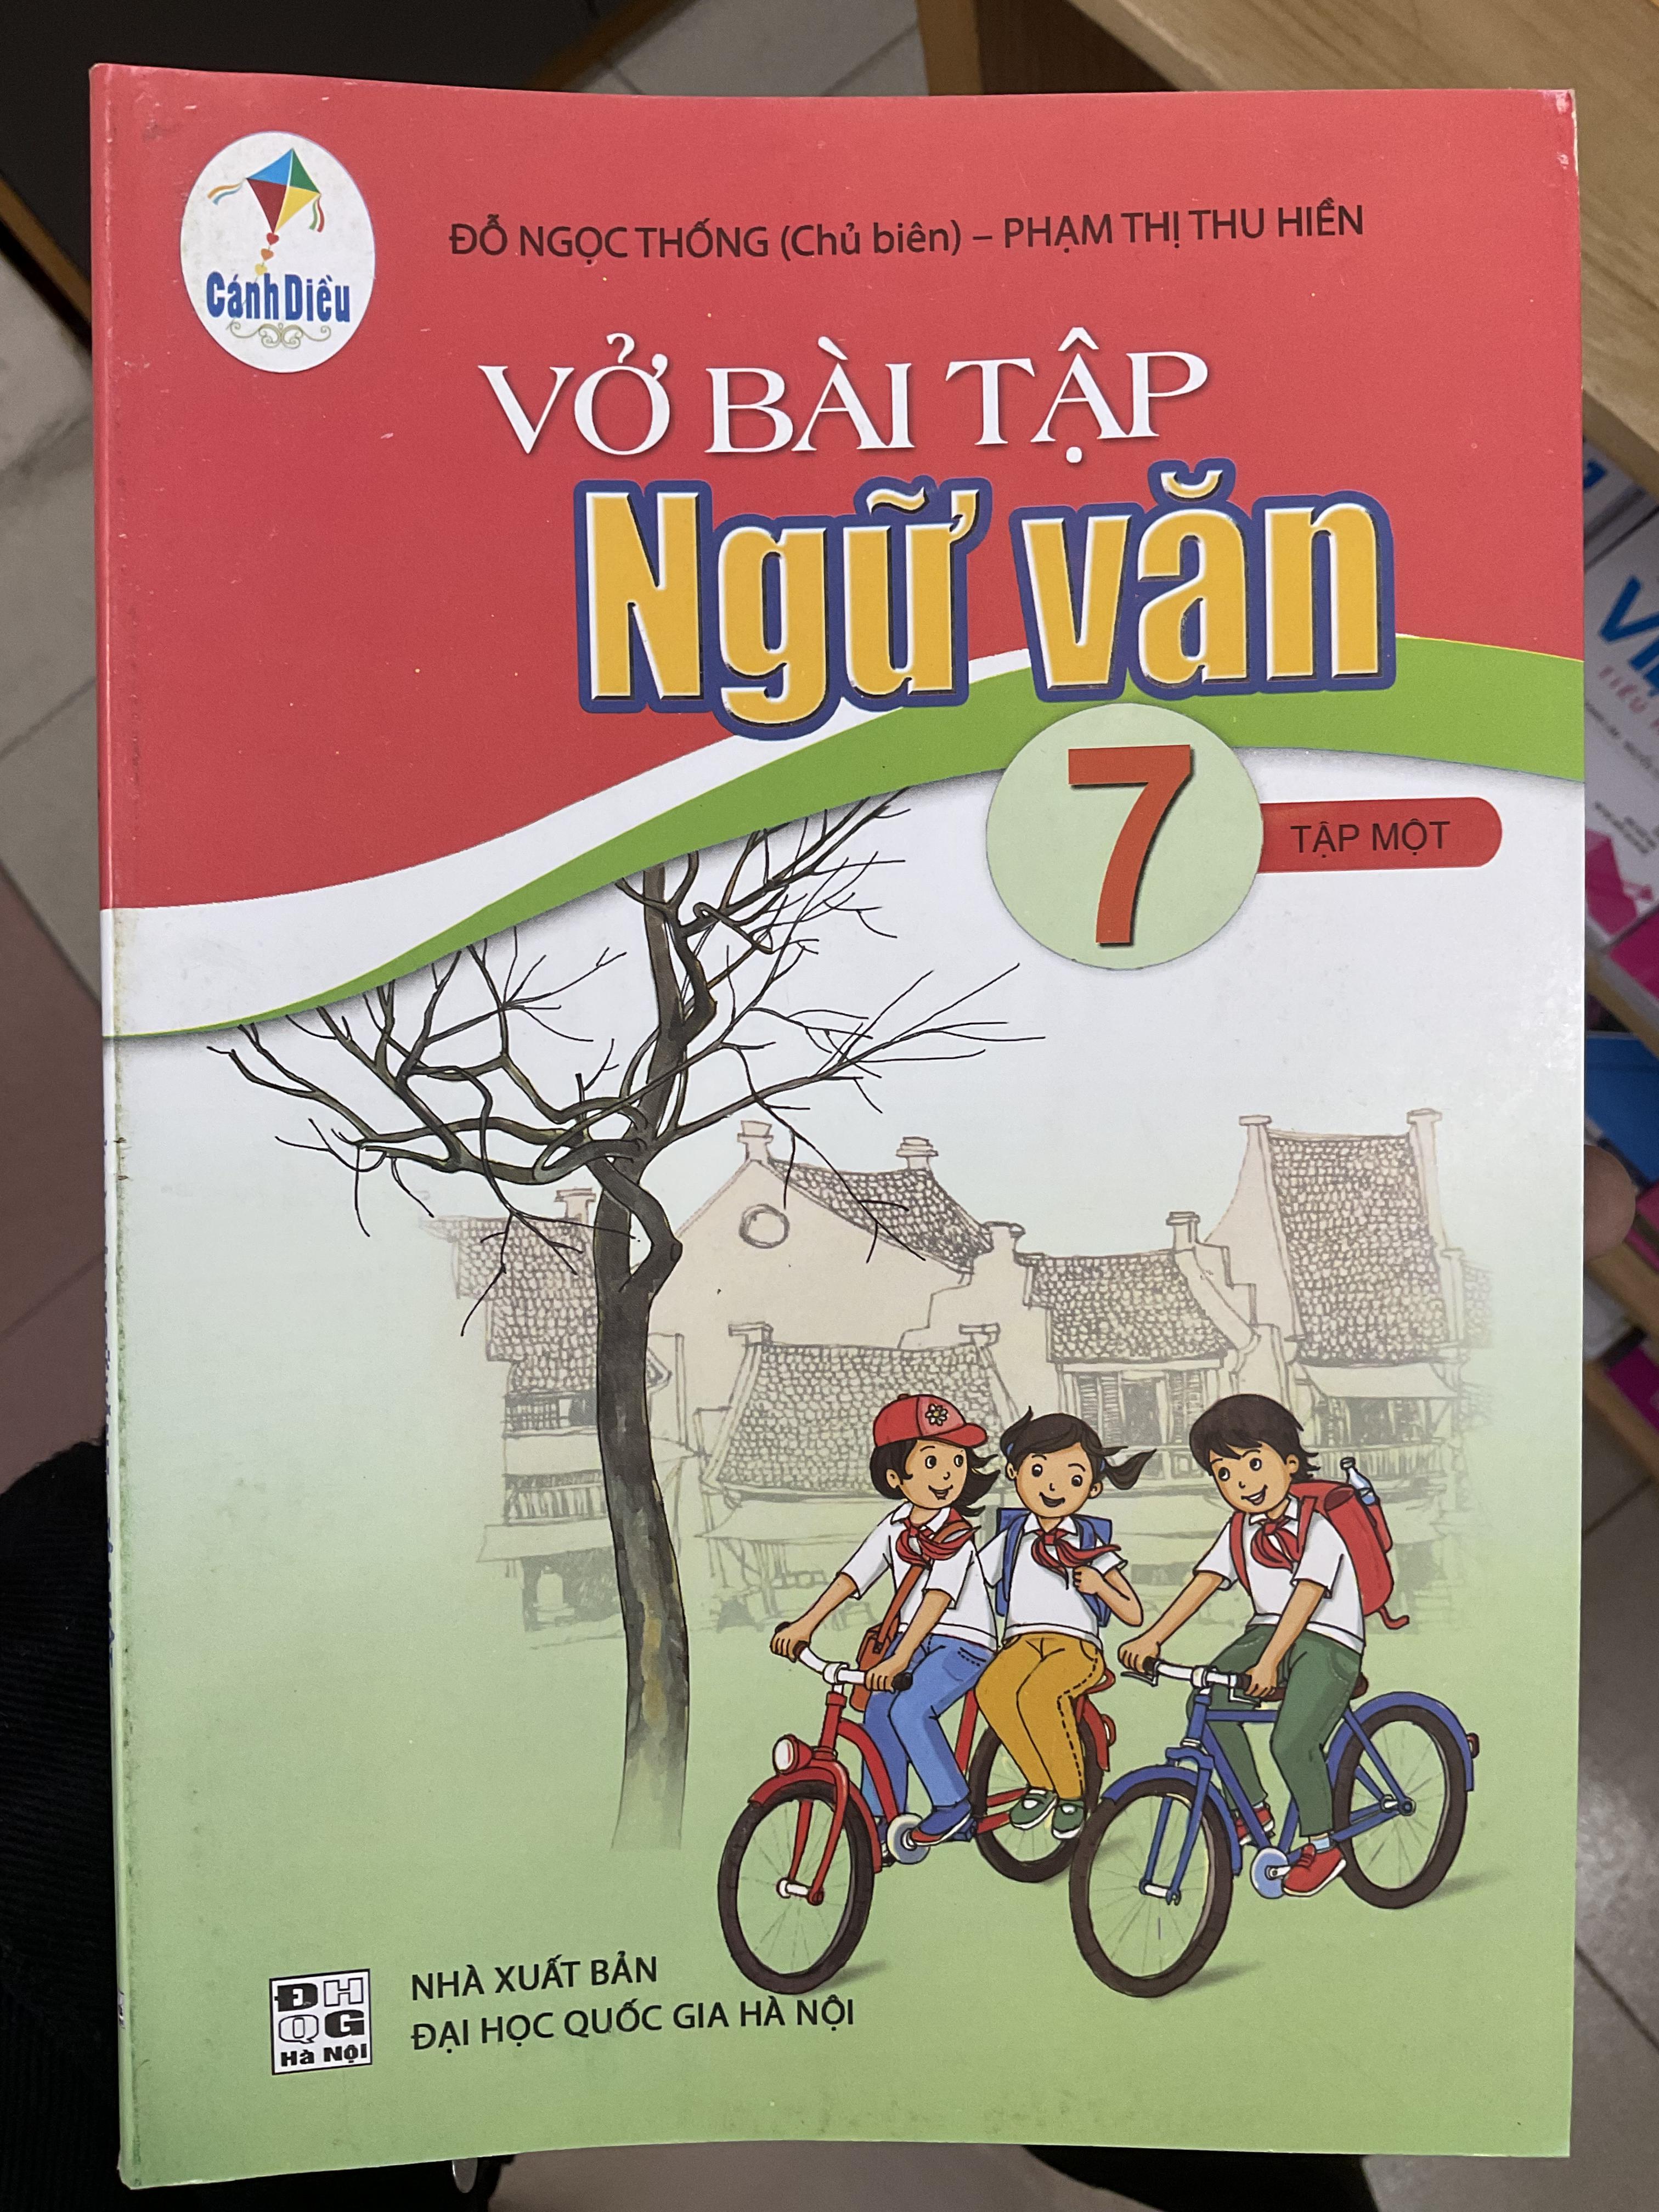 Cánh Diều
ĐỖ NGỌC THỐNG (Chủ biên) – PHẠM THỊ THU HIỀN
VỞ BÀI TẬP
Ngữ văn
7
TẬP MỘT
ĐH
QG
Hà Nội
NHÀ XUẤT BẢN
ĐẠI HỌC QUỐC GIA HÀ NỘI